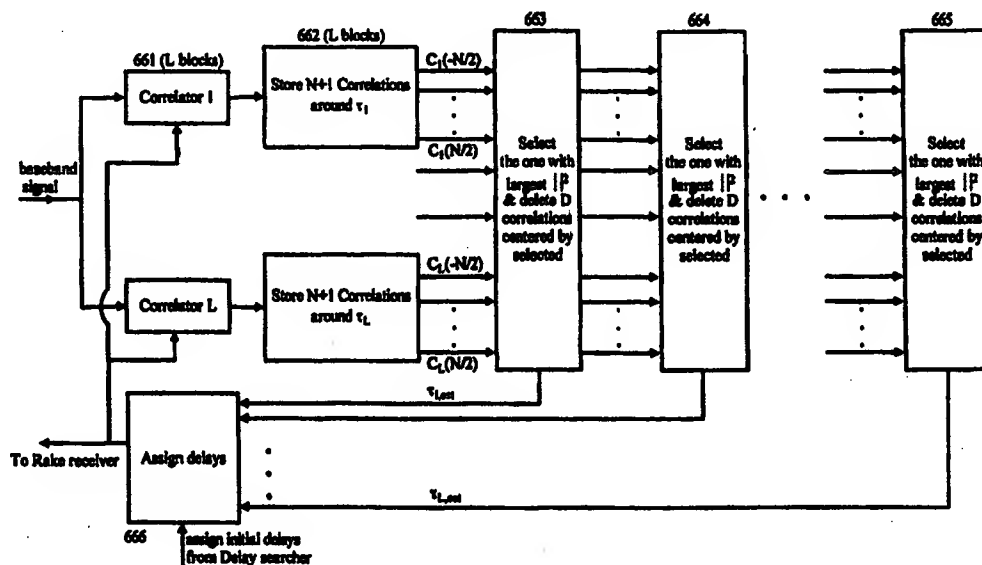 663
664
665
662 (L blocks)
661 (L blocks)
Correlator 1
Store N+1 Correlations
around τ₁
C₁(-N/2)
C₁(N/2)
baseband
signal
Select
the one with
largest ||²
& delete D
correlations
centered by
selected
Select
the one with
largest ||²
& delete D
correlations
centered by
selected
Select
the one with
largest ||²
& delete D
correlations
centered by
selected
Correlator L
Store N+1 Correlations
around τL
CL(-N/2)
CL(N/2)
τ1,est
To Rake receiver
Assign delays
τL,est
666
assign initial delays
from Delay searcher